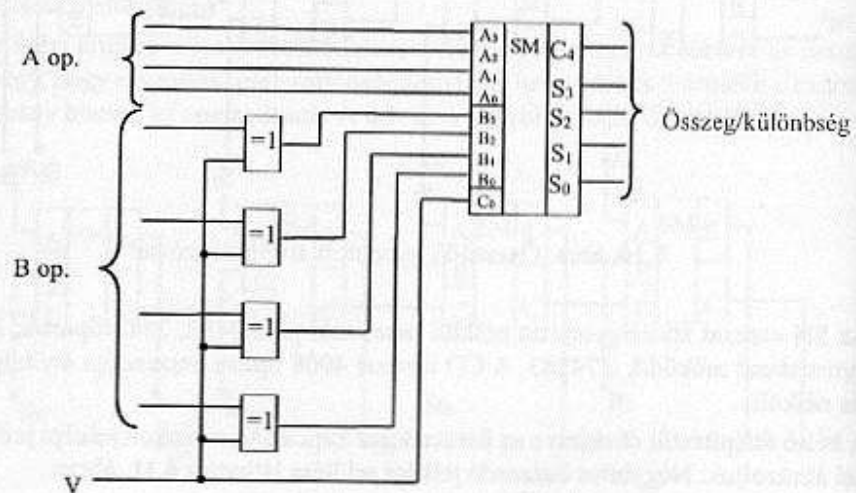 A op.
A₃
A₂
A₁
A₀
B₃
B₂
B₁
B₀
C₀
SM
C₄
S₃
S₂
S₁
S₀
Összeg/különbség
=1
=1
B op.
=1
=1
V